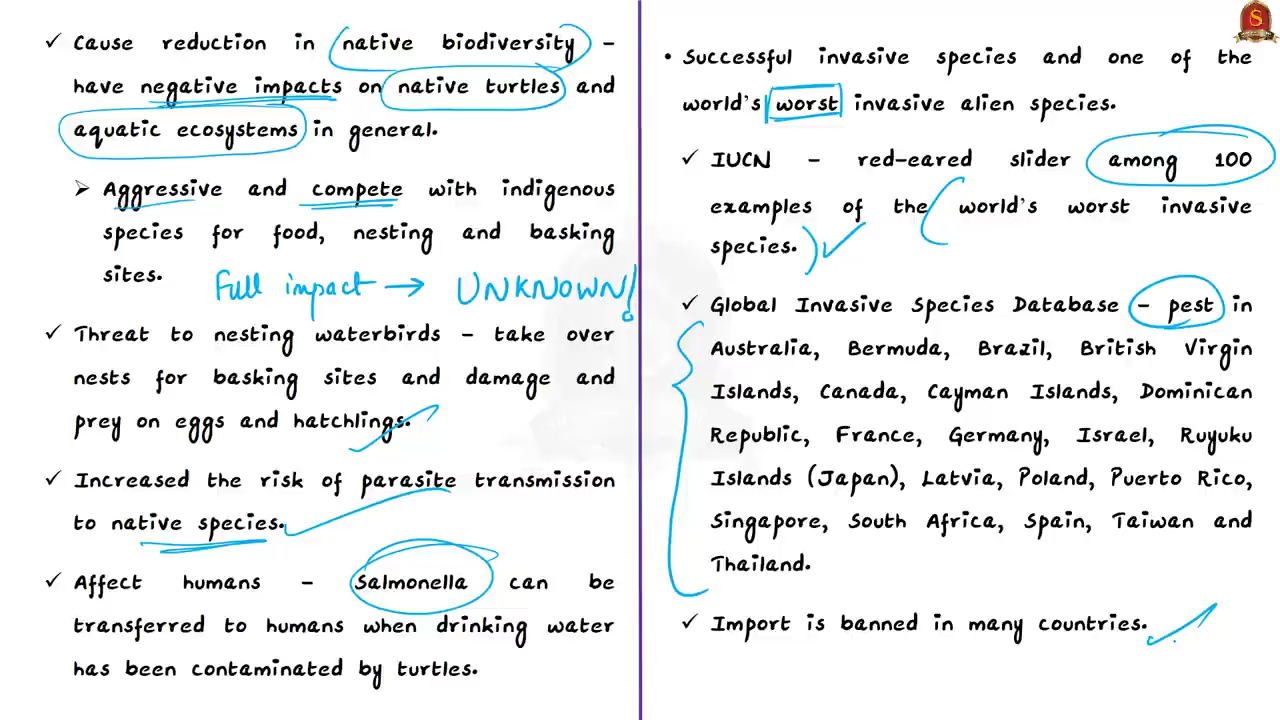 ✓ Cause reduction in native biodiversity –
have negative impacts on native turtles and
aquatic ecosystems in general.
➢ Aggressive and compete with indigenous
species for food, nesting and basking
sites.
Full impact → UNKNOWN!
✓ Threat to nesting waterbirds – take over
nests for basking sites and damage and
prey on eggs and hatchlings.
✓ Increased the risk of parasite transmission
to native species.
✓ Affect humans – Salmonella can be
transferred to humans when drinking water
has been contaminated by turtles.
• Successful invasive species and one of the
world's worst invasive alien species.
✓ IUCN – red-eared slider among 100
examples of the world's worst invasive
species.
✓ Global Invasive Species Database – pest in
Australia, Bermuda, Brazil, British Virgin
Islands, Canada, Cayman Islands, Dominican
Republic, France, Germany, Israel, Ruyuku
Islands (Japan), Latvia, Poland, Puerto Rico,
Singapore, South Africa, Spain, Taiwan and
Thailand.
✓ Import is banned in many countries.